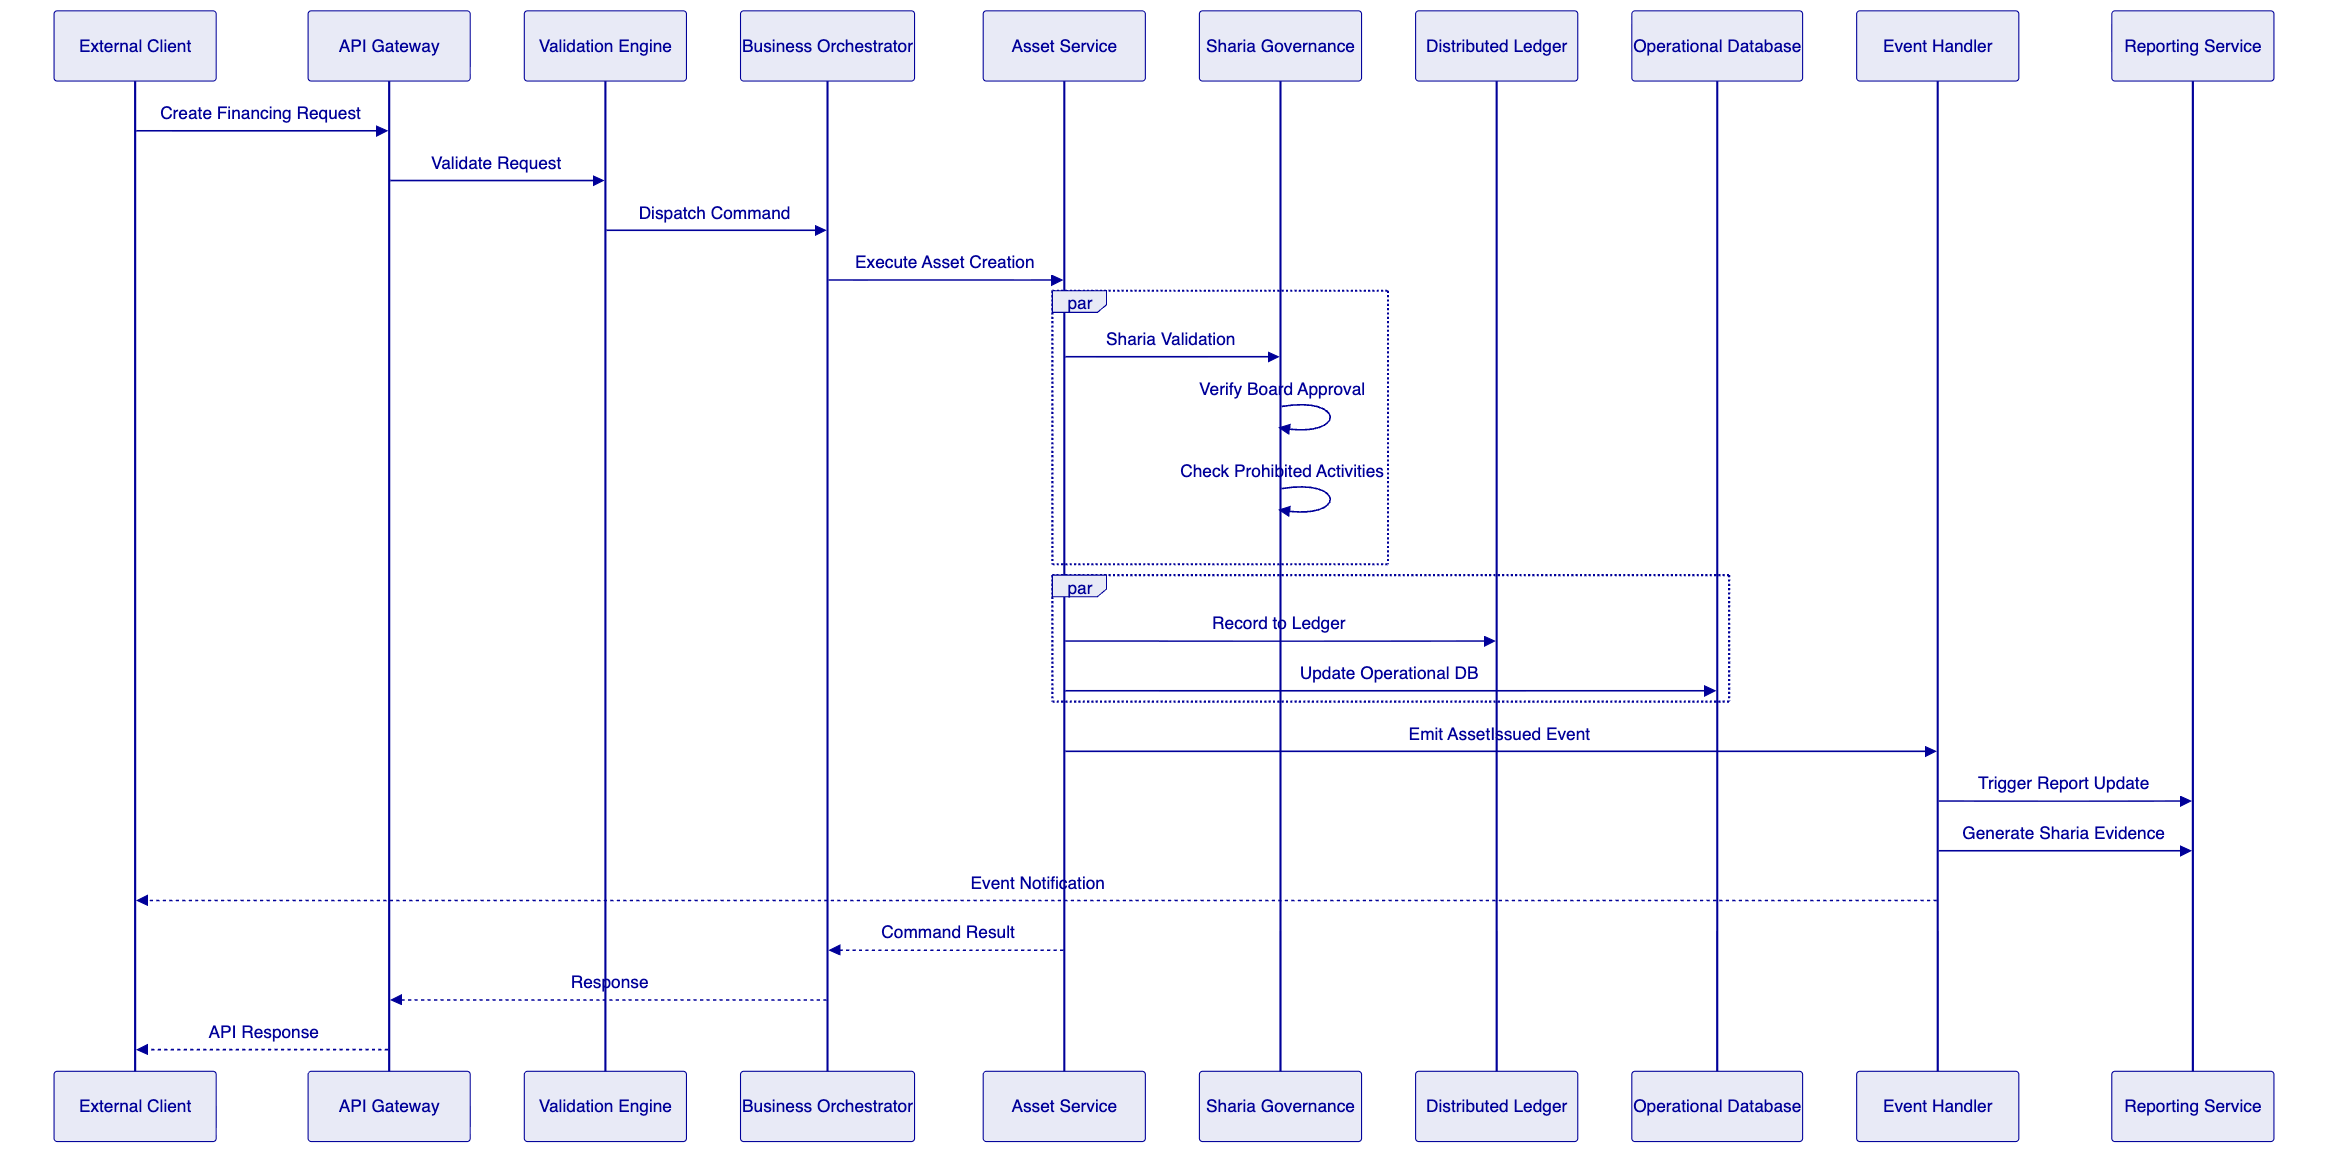 External Client
API Gateway
Validation Engine
Business Orchestrator
Asset Service
Sharia Governance
Distributed Ledger
Operational Database
Event Handler
Reporting Service
Create Financing Request
Validate Request
Dispatch Command
Execute Asset Creation
par
Sharia Validation
Verify Board Approval
Check Prohibited Activities
par
Record to Ledger
Update Operational DB
Emit AssetIssued Event
Trigger Report Update
Generate Sharia Evidence
Event Notification
Command Result
Response
API Response
External Client
API Gateway
Validation Engine
Business Orchestrator
Asset Service
Sharia Governance
Distributed Ledger
Operational Database
Event Handler
Reporting Service